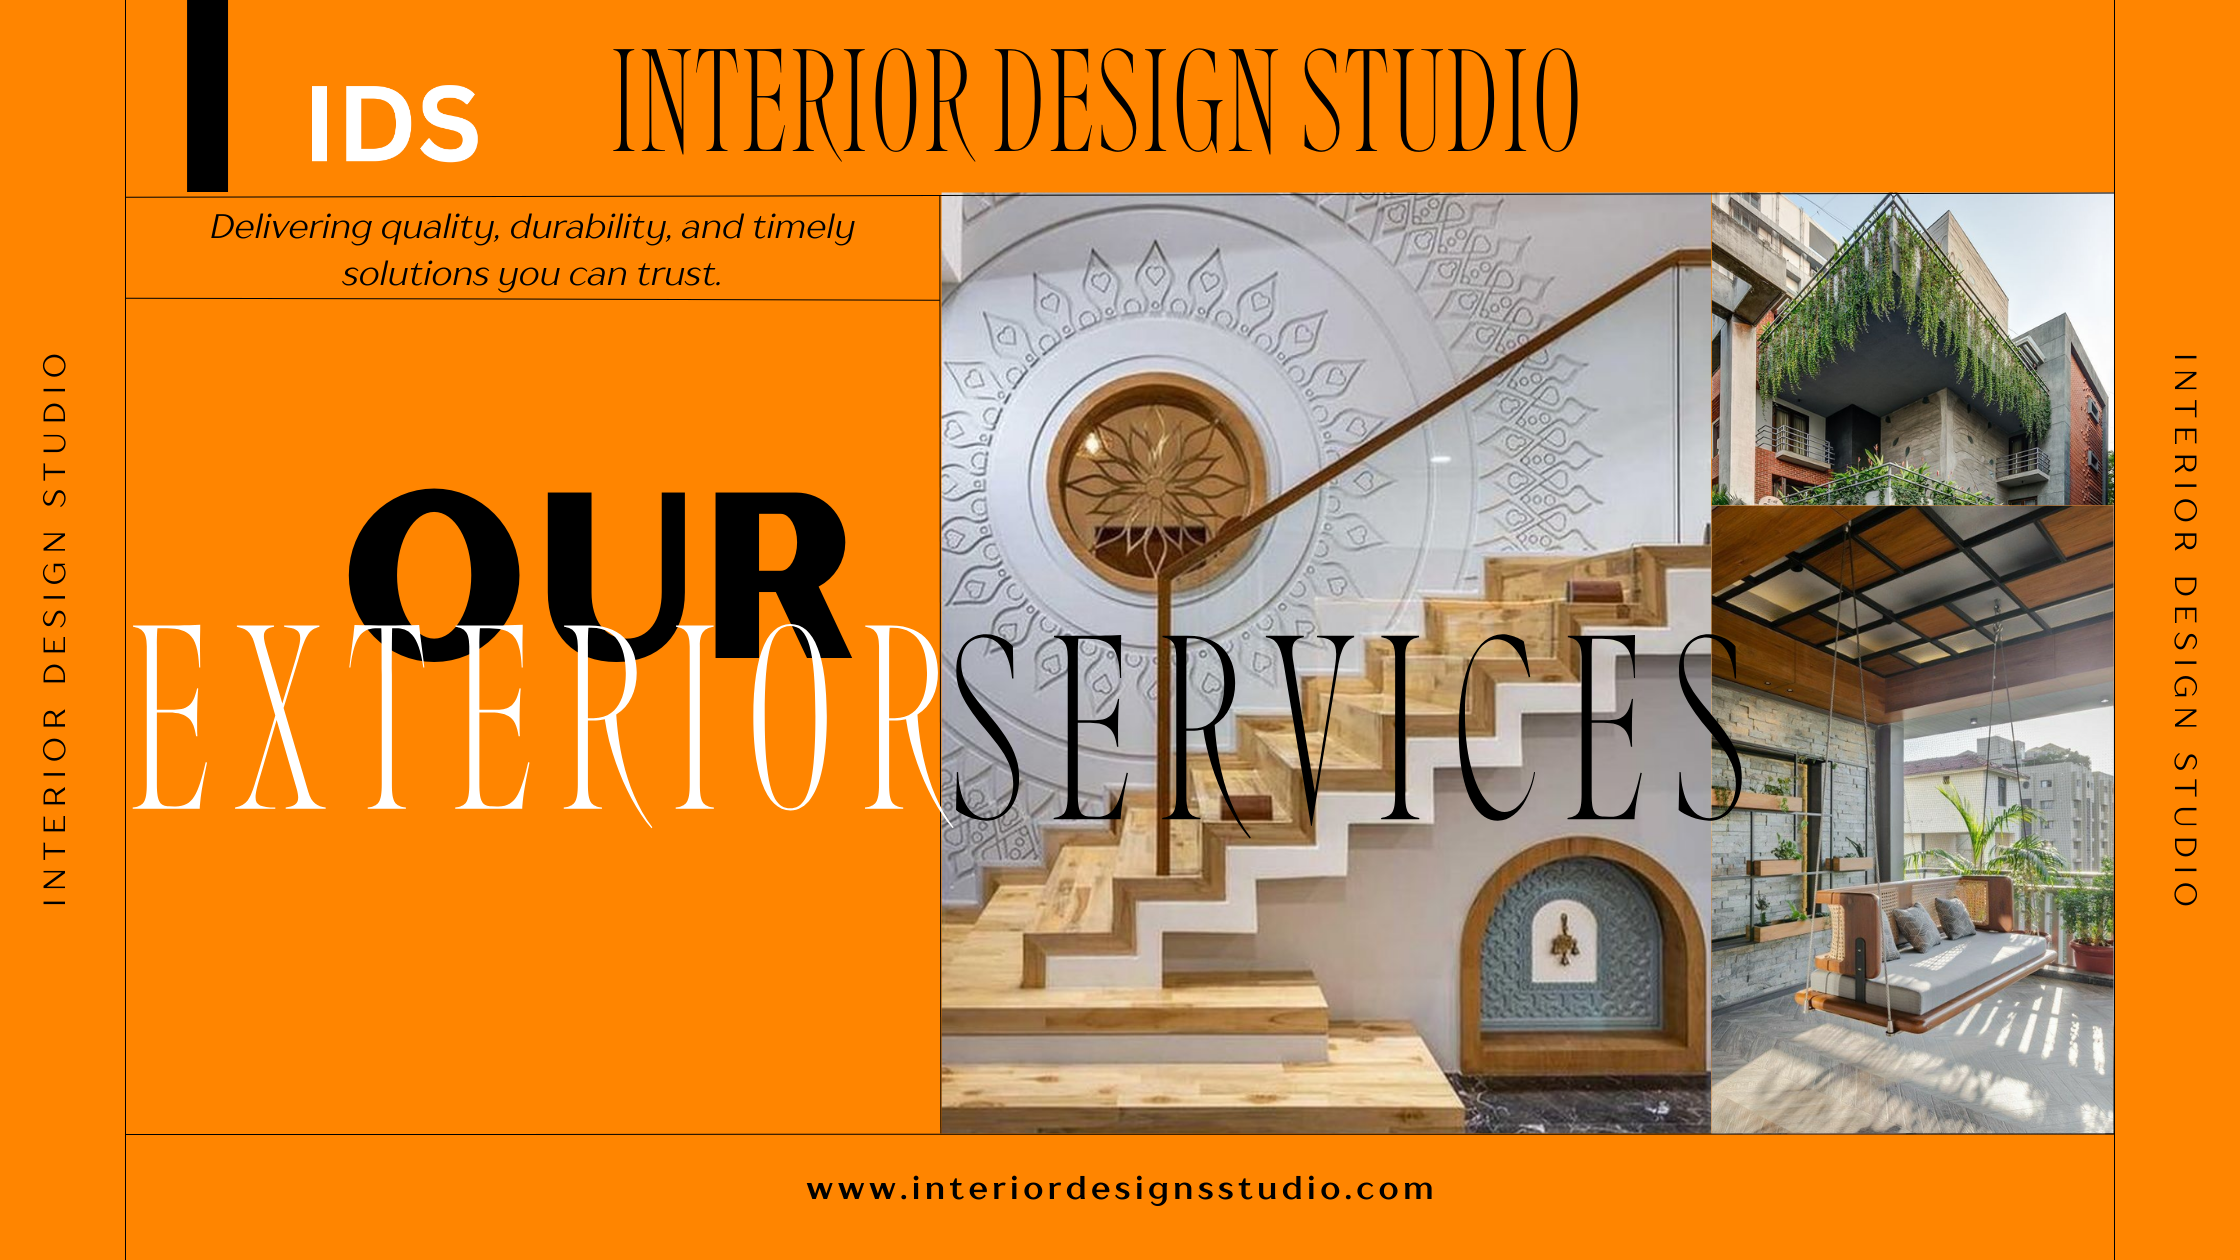 IDS
INTERIOR DESIGN STUDIO
Delivering quality, durability, and timely
solutions you can trust.
INTERIOR DESIGN STUDIO
OUR
EXTERIOR SERVICES
INTERIOR DESIGN STUDIO
www.interiordesignsstudio.com